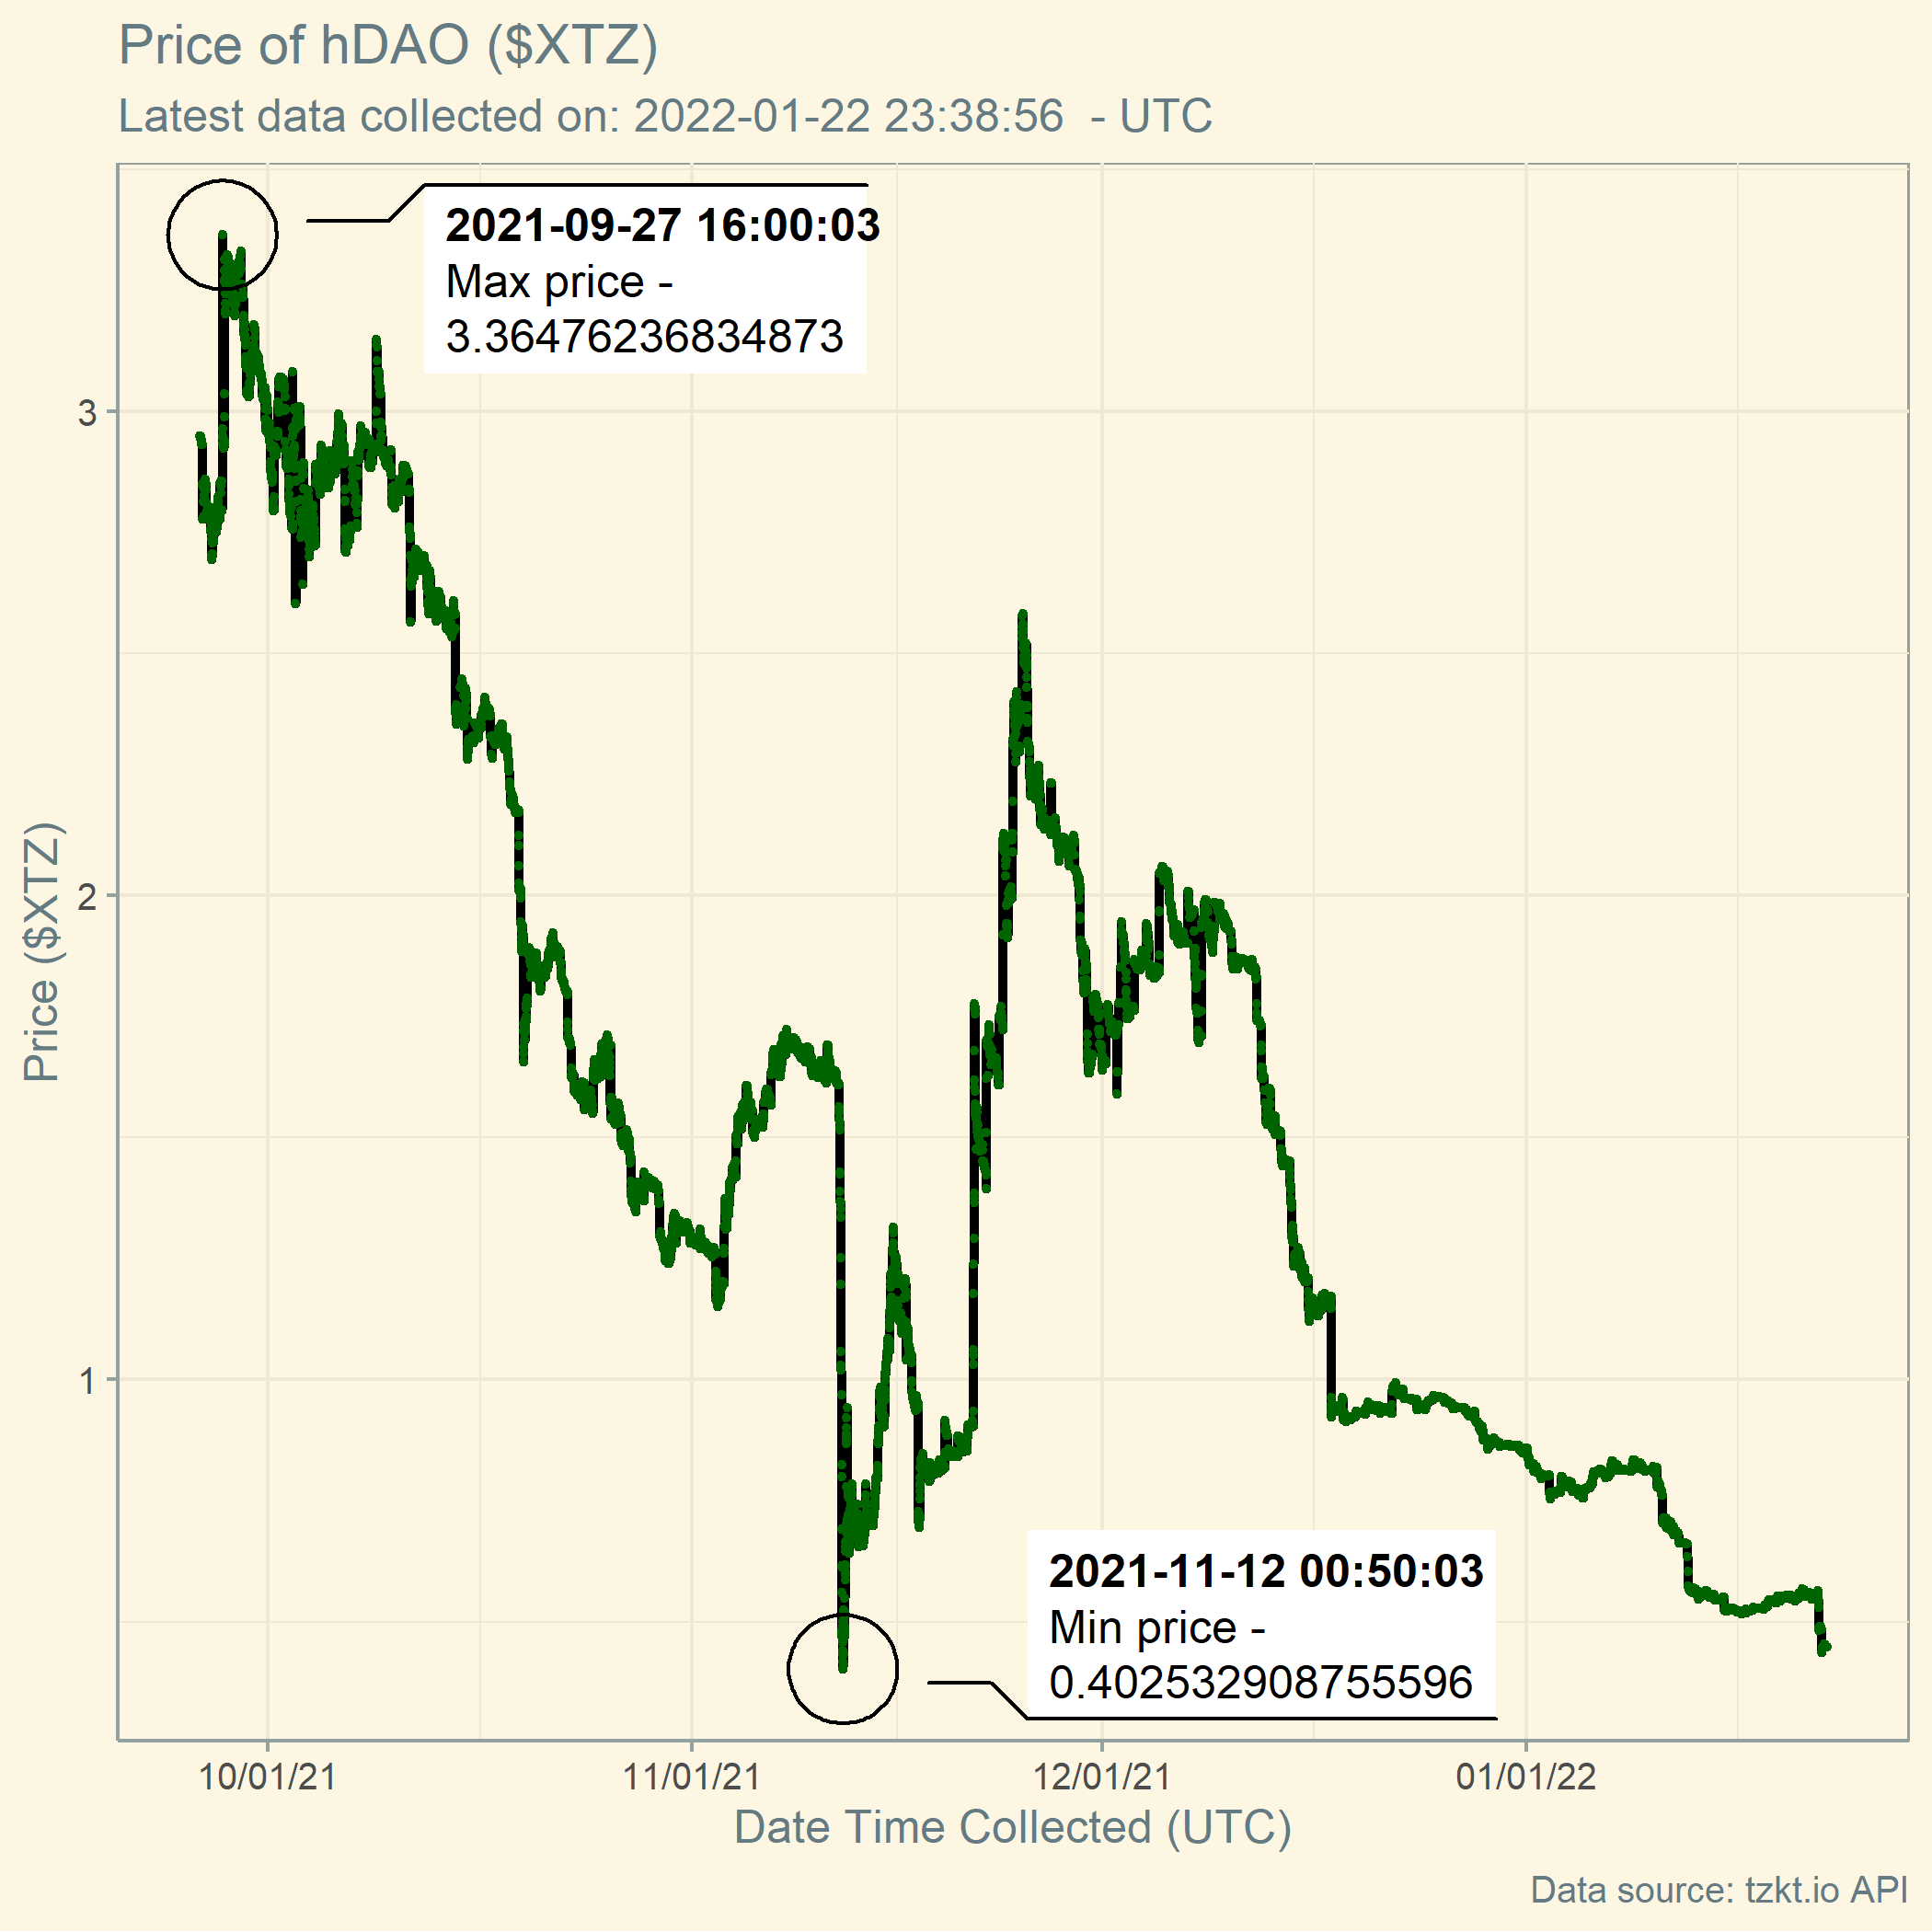 Price of hDAO ($XTZ)
Latest data collected on: 2022-01-22 23:38:56  - UTC
2021-09-27 16:00:03
Max price -
3.36476236834873
3
2
1
Price ($XTZ)
2021-11-12 00:50:03
Min price -
0.402532908755596
10/01/21
11/01/21
12/01/21
01/01/22
Date Time Collected (UTC)
Data source: tzkt.io API